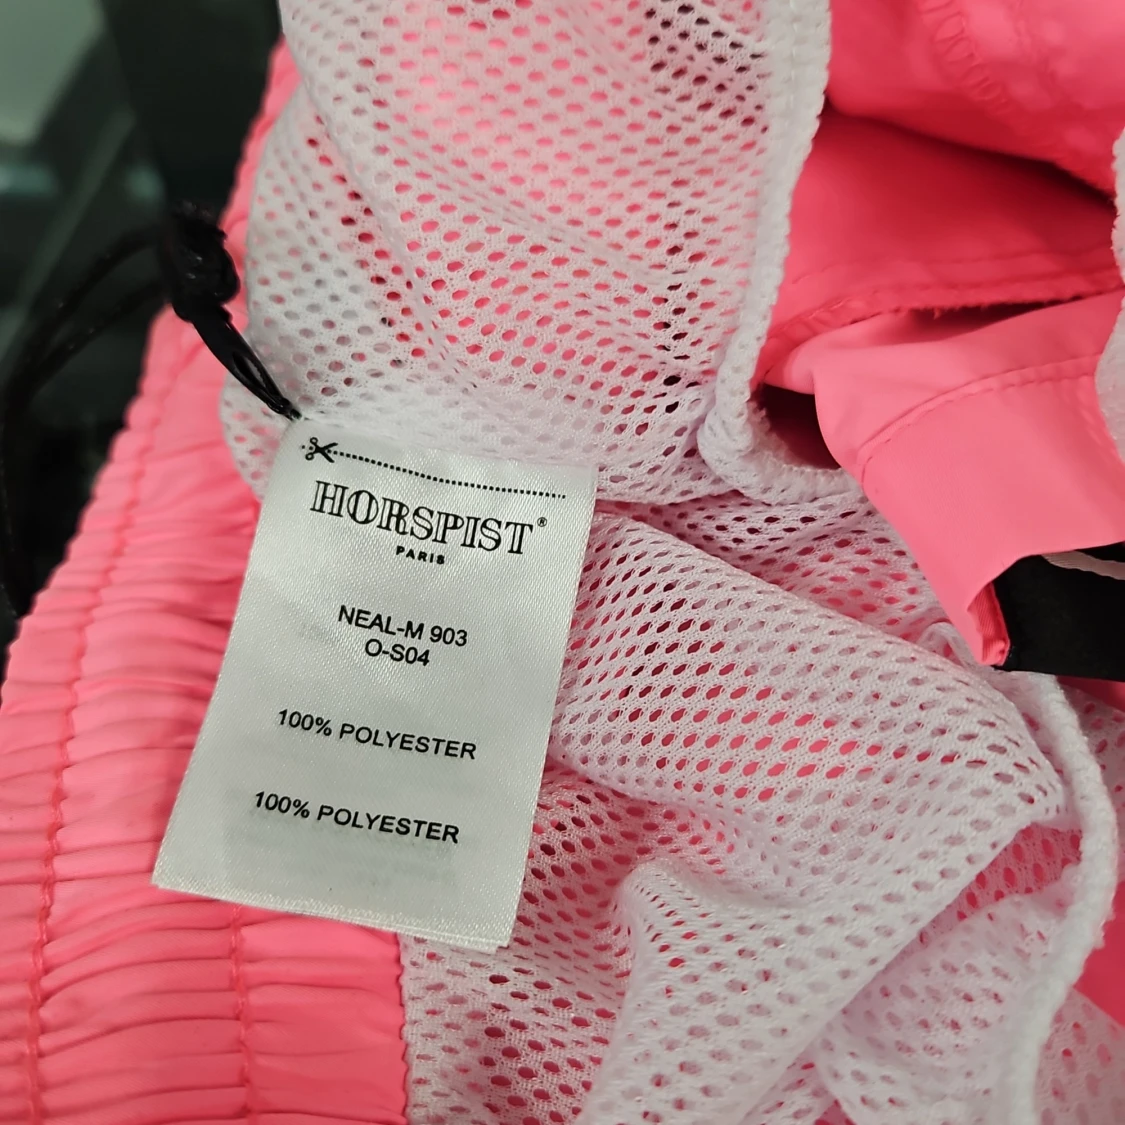 HORSPIST®
PARIS
NEAL-M 903
O-S04
100% POLYESTER
100% POLYESTER